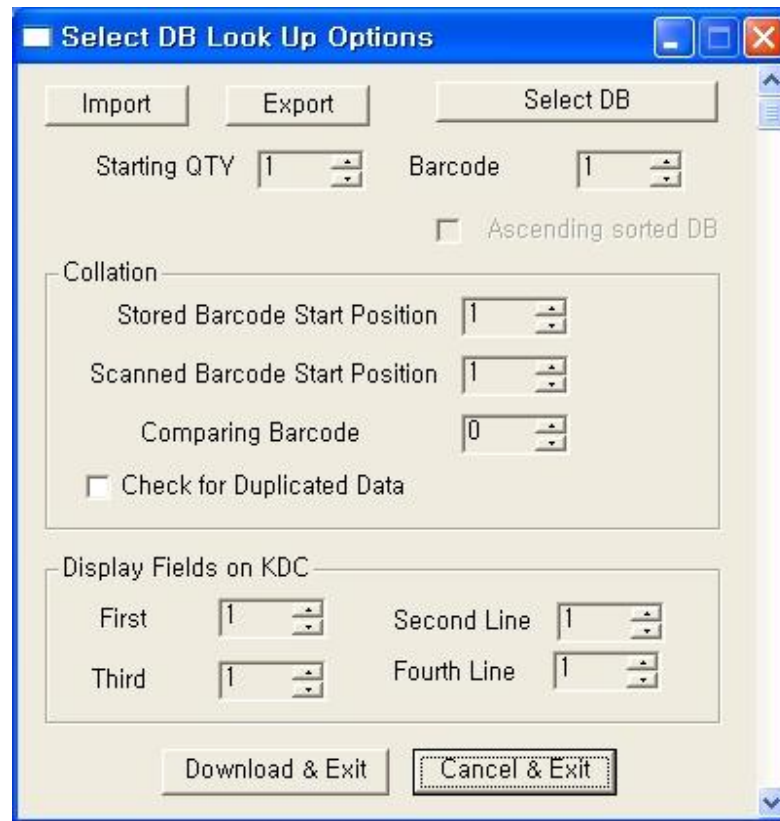 Select DB Look Up Options
Import Export Select DB
Starting QTY 1 Barcode 1
Ascending sorted DB
Collation
Stored Barcode Start Position 1
Scanned Barcode Start Position 1
Comparing Barcode 0
Check for Duplicated Data
Display Fields on KDC
First 1 Second Line 1
Third 1 Fourth Line 1
Download & Exit Cancel & Exit